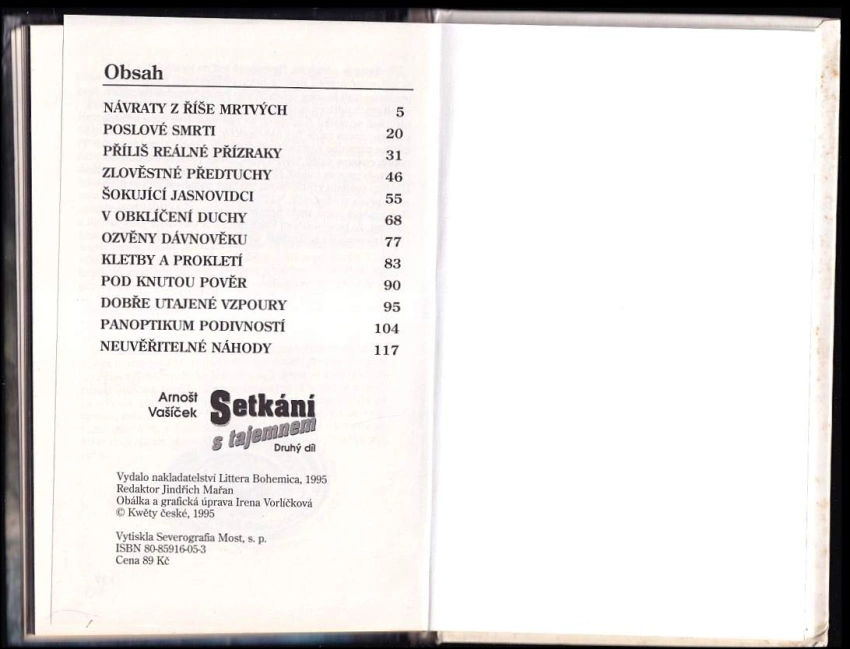 Obsah
NÁVRATY Z ŘÍŠE MRTVÝCH 5
POSLOVÉ SMRTI 20
PŘÍLIŠ REÁLNÉ PŘÍZRAKY 31
ZLOVĚSTNÉ PŘEDTUCHY 46
ŠOKUJÍCÍ JASNOVIDCI 55
V OBKLÍČENÍ DUCHY 68
OZVĚNY DÁVNOVĚKU 77
KLETBY A PROKLETÍ 83
POD KNUTOU POVĚR 90
DOBŘE UTAJENÉ VZPOURY 95
PANOPTIKUM PODIVNOSTÍ 104
NEUVĚŘITELNÉ NÁHODY 117
Arnošt
Vašíček
Setkání
s tajemnem
Druhý díl
Vydalo nakladatelství Littera Bohemica, 1995
Redaktor Jindřich Mařan
Obálka a grafická úprava Irena Vorlíčková
© Kwěty české, 1995
Vytiskla Severografia Most, s. p.
ISBN 80-85916-05-3
Cena 89 Kč